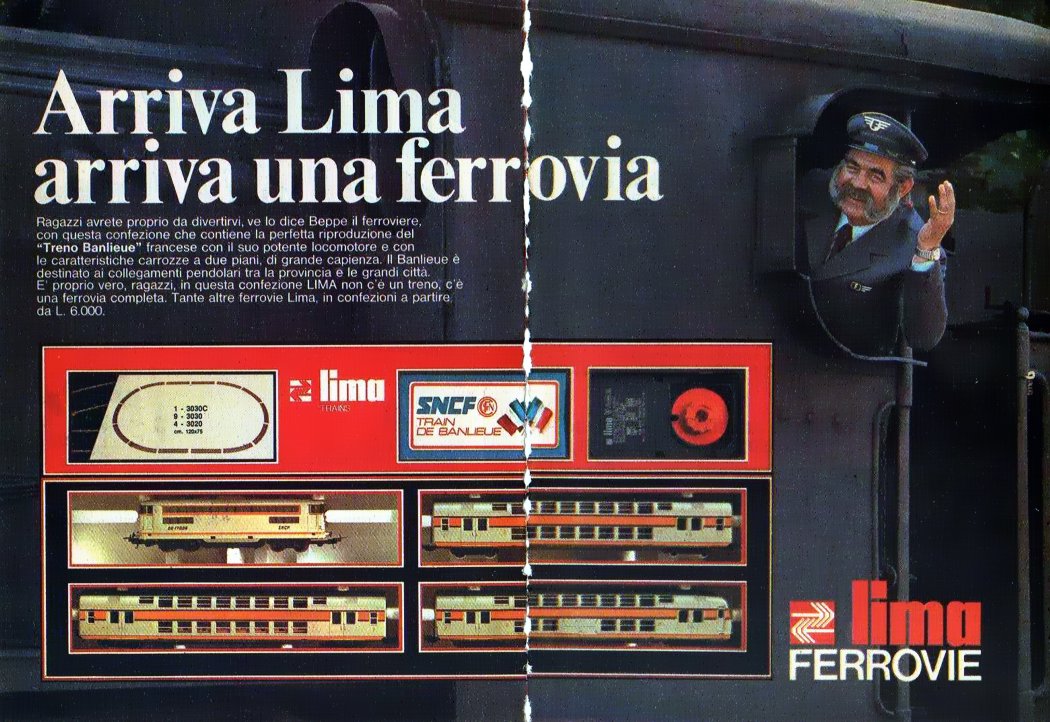 Arriva Lima
arriva una ferrovia
Ragazzi avrete proprio da divertirvi, ve lo dice Beppe il ferroviere,
con questa confezione che contiene la perfetta riproduzione del
“Treno Banlieue” francese con il suo potente locomotore e con
le caratteristiche carrozze a due piani, di grande capienza. Il Banlieue è
destinato ai collegamenti pendolari tra la provincia e le grandi città.
E' proprio vero, ragazzi, in questa confezione LIMA non c'è un treno, c'è
una ferrovia completa. Tante altre ferrovie Lima, in confezioni a partire
da L. 6.000.
1 - 3030C
9 - 3030
4 - 3020
cm. 120x75
lima
TRAINS
SNCF
TRAIN
DE BANLIEUE
lima
SNCF
lima
FERROVIE